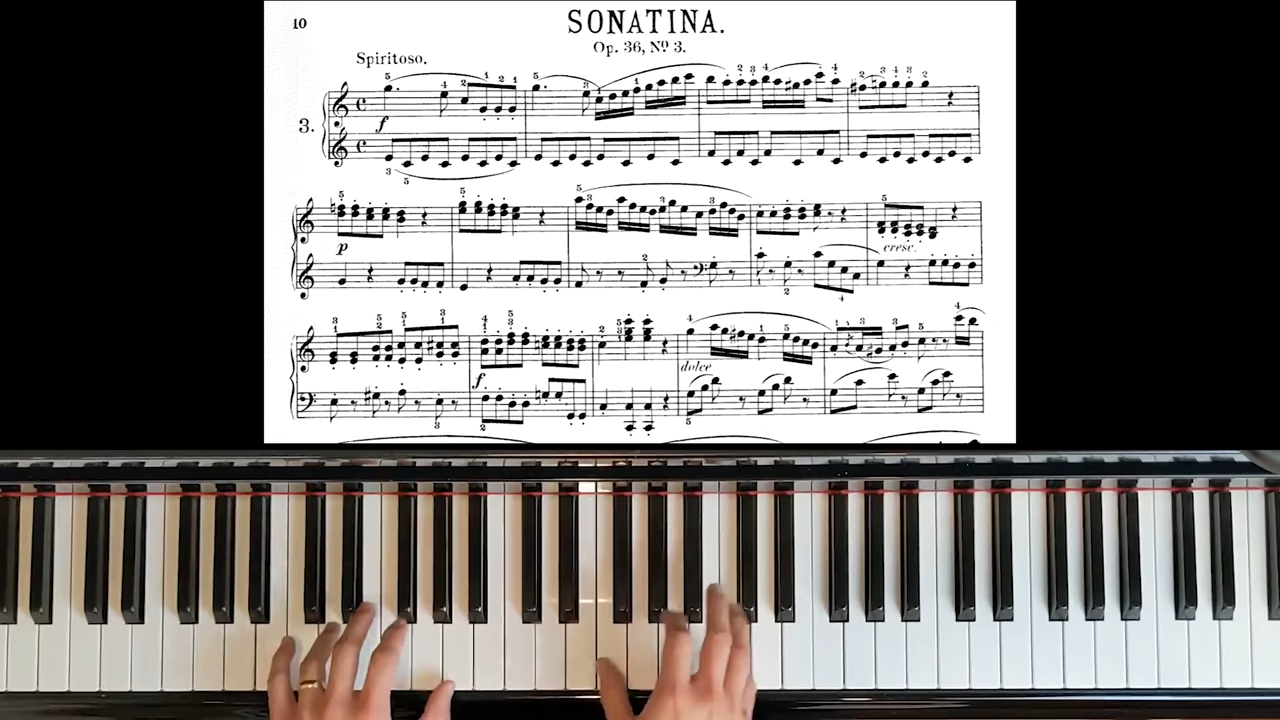 10
SONATINA.
Op. 36, Nº 3.
Spiritoso.
3.
f
p
cresc.
f
dolce